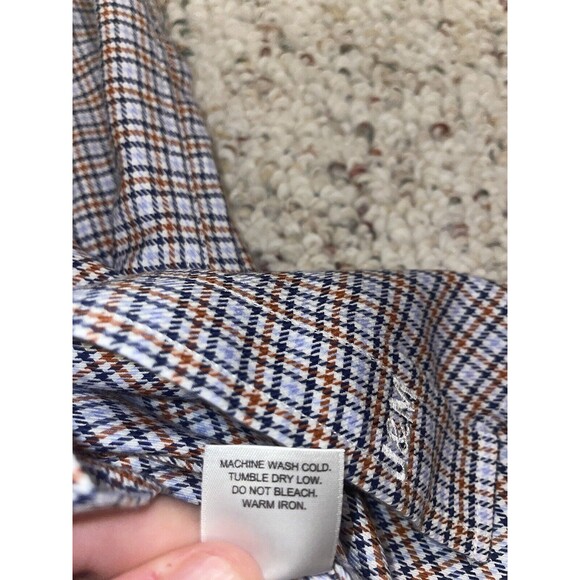 J&M
MACHINE WASH COLD.
TUMBLE DRY LOW.
DO NOT BLEACH.
WARM IRON.